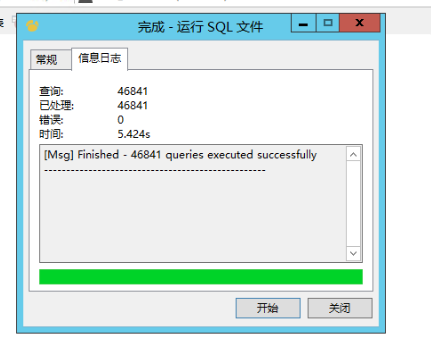 完成 - 运行 SQL 文件
常规 信息日志
查询: 46841
已处理: 46841
错误: 0
时间: 5.424s
[Msg] Finished - 46841 queries executed successfully
--------------------------------------------------
开始 关闭